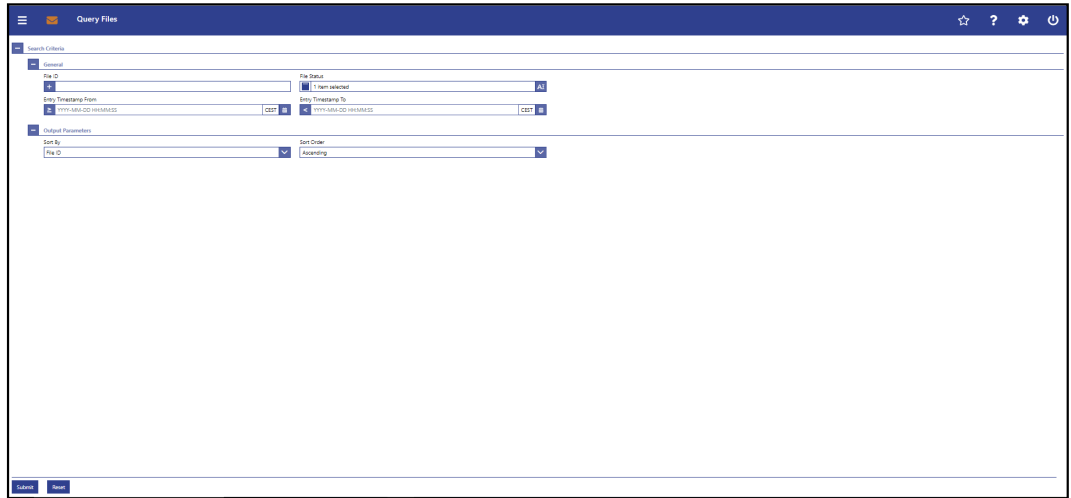 Query Files
Search Criteria
General
File ID File Status
1 item selected
Entry Timestamp From Entry Timestamp To
YYYY-MM-DD HH:MM:SS CEST YYYY-MM-DD HH:MM:SS CEST
Output Parameters
Sort By Sort Order
File ID Ascending
Submit Reset